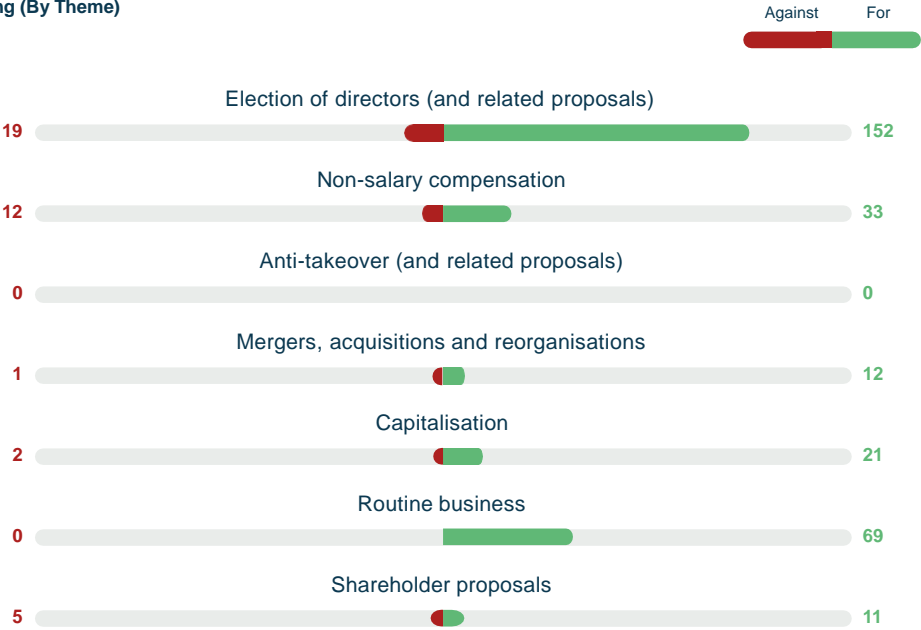 (By Theme)
Against For
Election of directors (and related proposals)
19 152
Non-salary compensation
12 33
Anti-takeover (and related proposals)
0 0
Mergers, acquisitions and reorganisations
1 12
Capitalisation
2 21
Routine business
0 69
Shareholder proposals
5 11